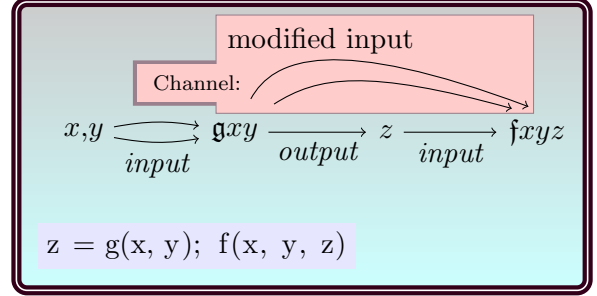 modified input
Channel:
x,y 𝔤xy z 𝔣xyz
input output input
z = g(x, y); f(x, y, z)